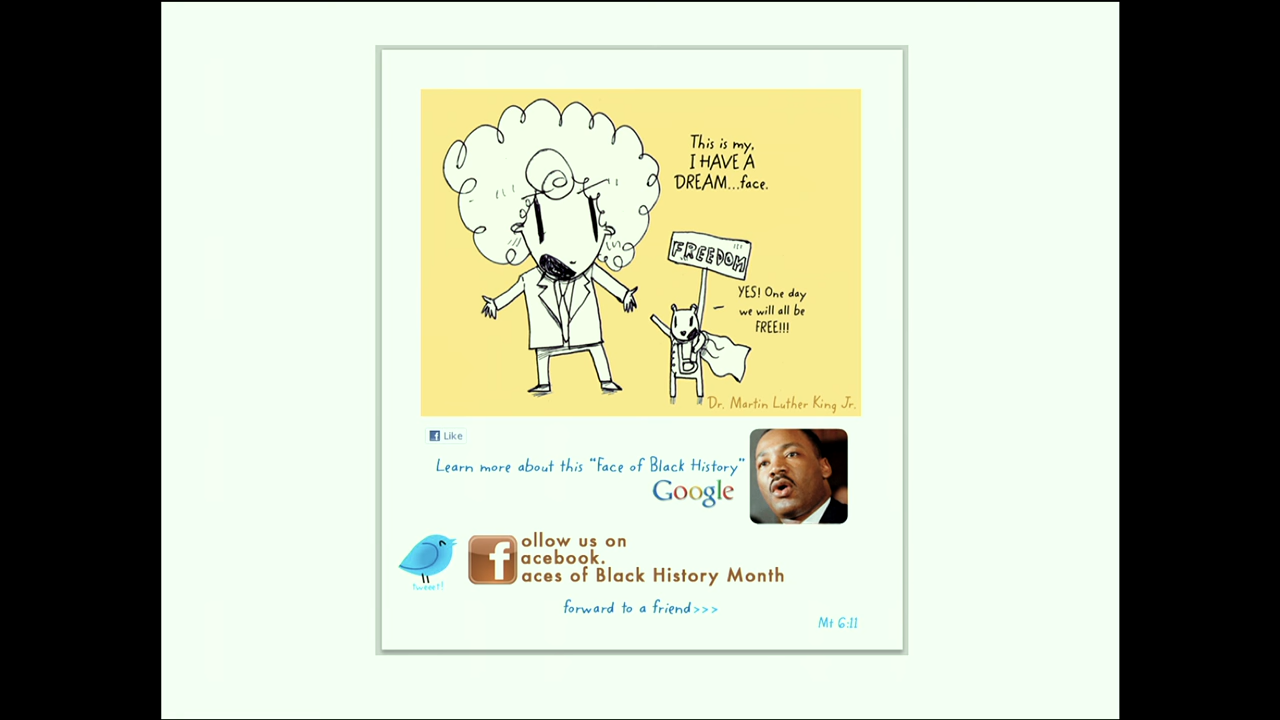 This is my,
I HAVE A
DREAM...face.
FREEDOM
YES! One day
we will all be
FREE!!!
Dr. Martin Luther King Jr.
Like
Learn more about this "Face of Black History"
Google
tweeet!
follow us on
acebook.
aces of Black History Month
forward to a friend>>>
Mt 6:11